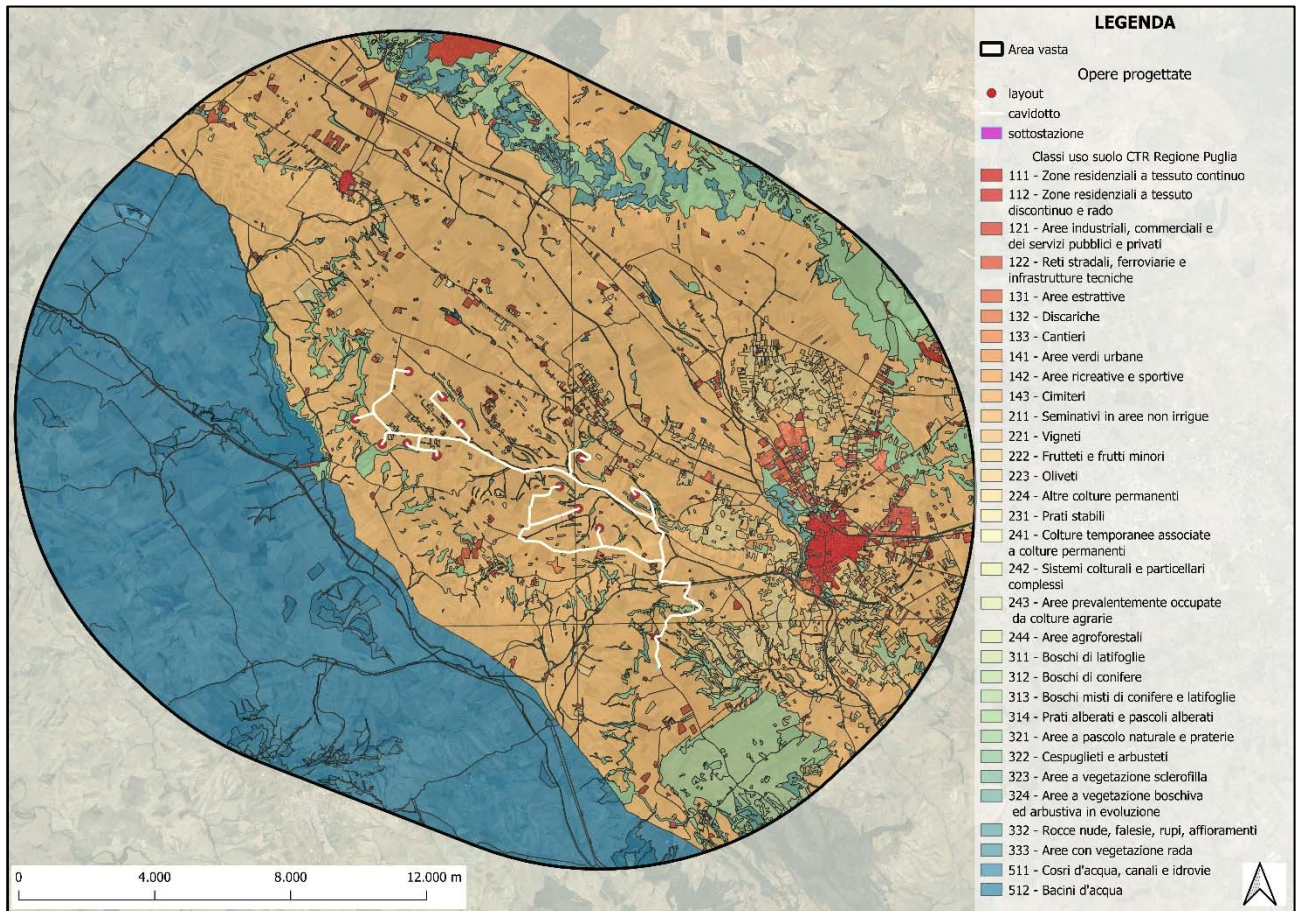 LEGENDA
Area vasta
Opere progettate
layout
cavidotto
sottostazione
Classi uso suolo CTR Regione Puglia
111 - Zone residenziali a tessuto continuo
112 - Zone residenziali a tessuto
discontinuo e rado
121 - Aree industriali, commerciali e
dei servizi pubblici e privati
122 - Reti stradali, ferroviarie e
infrastrutture tecniche
131 - Aree estrattive
132 - Discariche
133 - Cantieri
141 - Aree verdi urbane
142 - Aree ricreative e sportive
143 - Cimiteri
211 - Seminativi in aree non irrigue
221 - Vigneti
222 - Frutteti e frutti minori
223 - Oliveti
224 - Altre colture permanenti
231 - Prati stabili
241 - Colture temporanee associate
a colture permanenti
242 - Sistemi colturali e particellari
complessi
243 - Aree prevalentemente occupate
da colture agrarie
244 - Aree agroforestali
311 - Boschi di latifoglie
312 - Boschi di conifere
313 - Boschi misti di conifere e latifoglie
314 - Prati alberati e pascoli alberati
321 - Aree a pascolo naturale e praterie
322 - Cespuglieti e arbusteti
323 - Aree a vegetazione sclerofilla
324 - Aree a vegetazione boschiva
ed arbustiva in evoluzione
332 - Rocce nude, falesie, rupi, affioramenti
333 - Aree con vegetazione rada
511 - Cosri d'acqua, canali e idrovie
512 - Bacini d'acqua
0 4.000 8.000 12.000 m